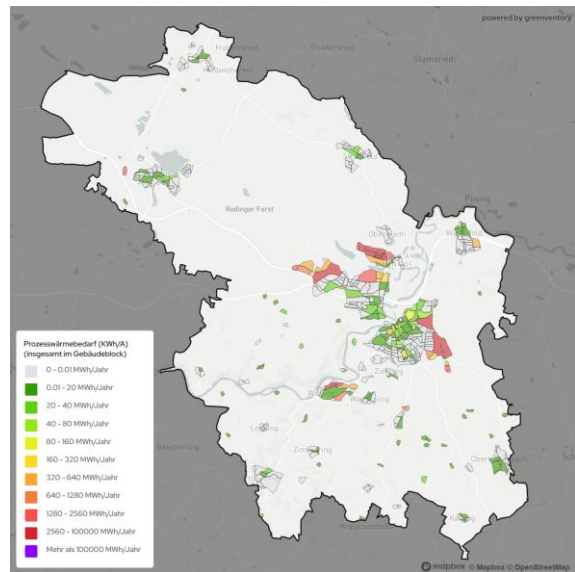 powered by greenventory
Friedersried
Stamsried
Pösing
Rodinger Forst
Prozesswärmebedarf (KWh/A)
(insgesamt im Gebäudeblock)
0 - 0.01 MWh/Jahr
0.01 - 20 MWh/Jahr
20 - 40 MWh/Jahr
40 - 80 MWh/Jahr
80 - 160 MWh/Jahr
160 - 320 MWh/Jahr
320 - 640 MWh/Jahr
640 - 1280 MWh/Jahr
1280 - 2560 MWh/Jahr
2560 - 100000 MWh/Jahr
Mehr als 100000 MWh/Jahr
mapbox © Mapbox © OpenStreetMap